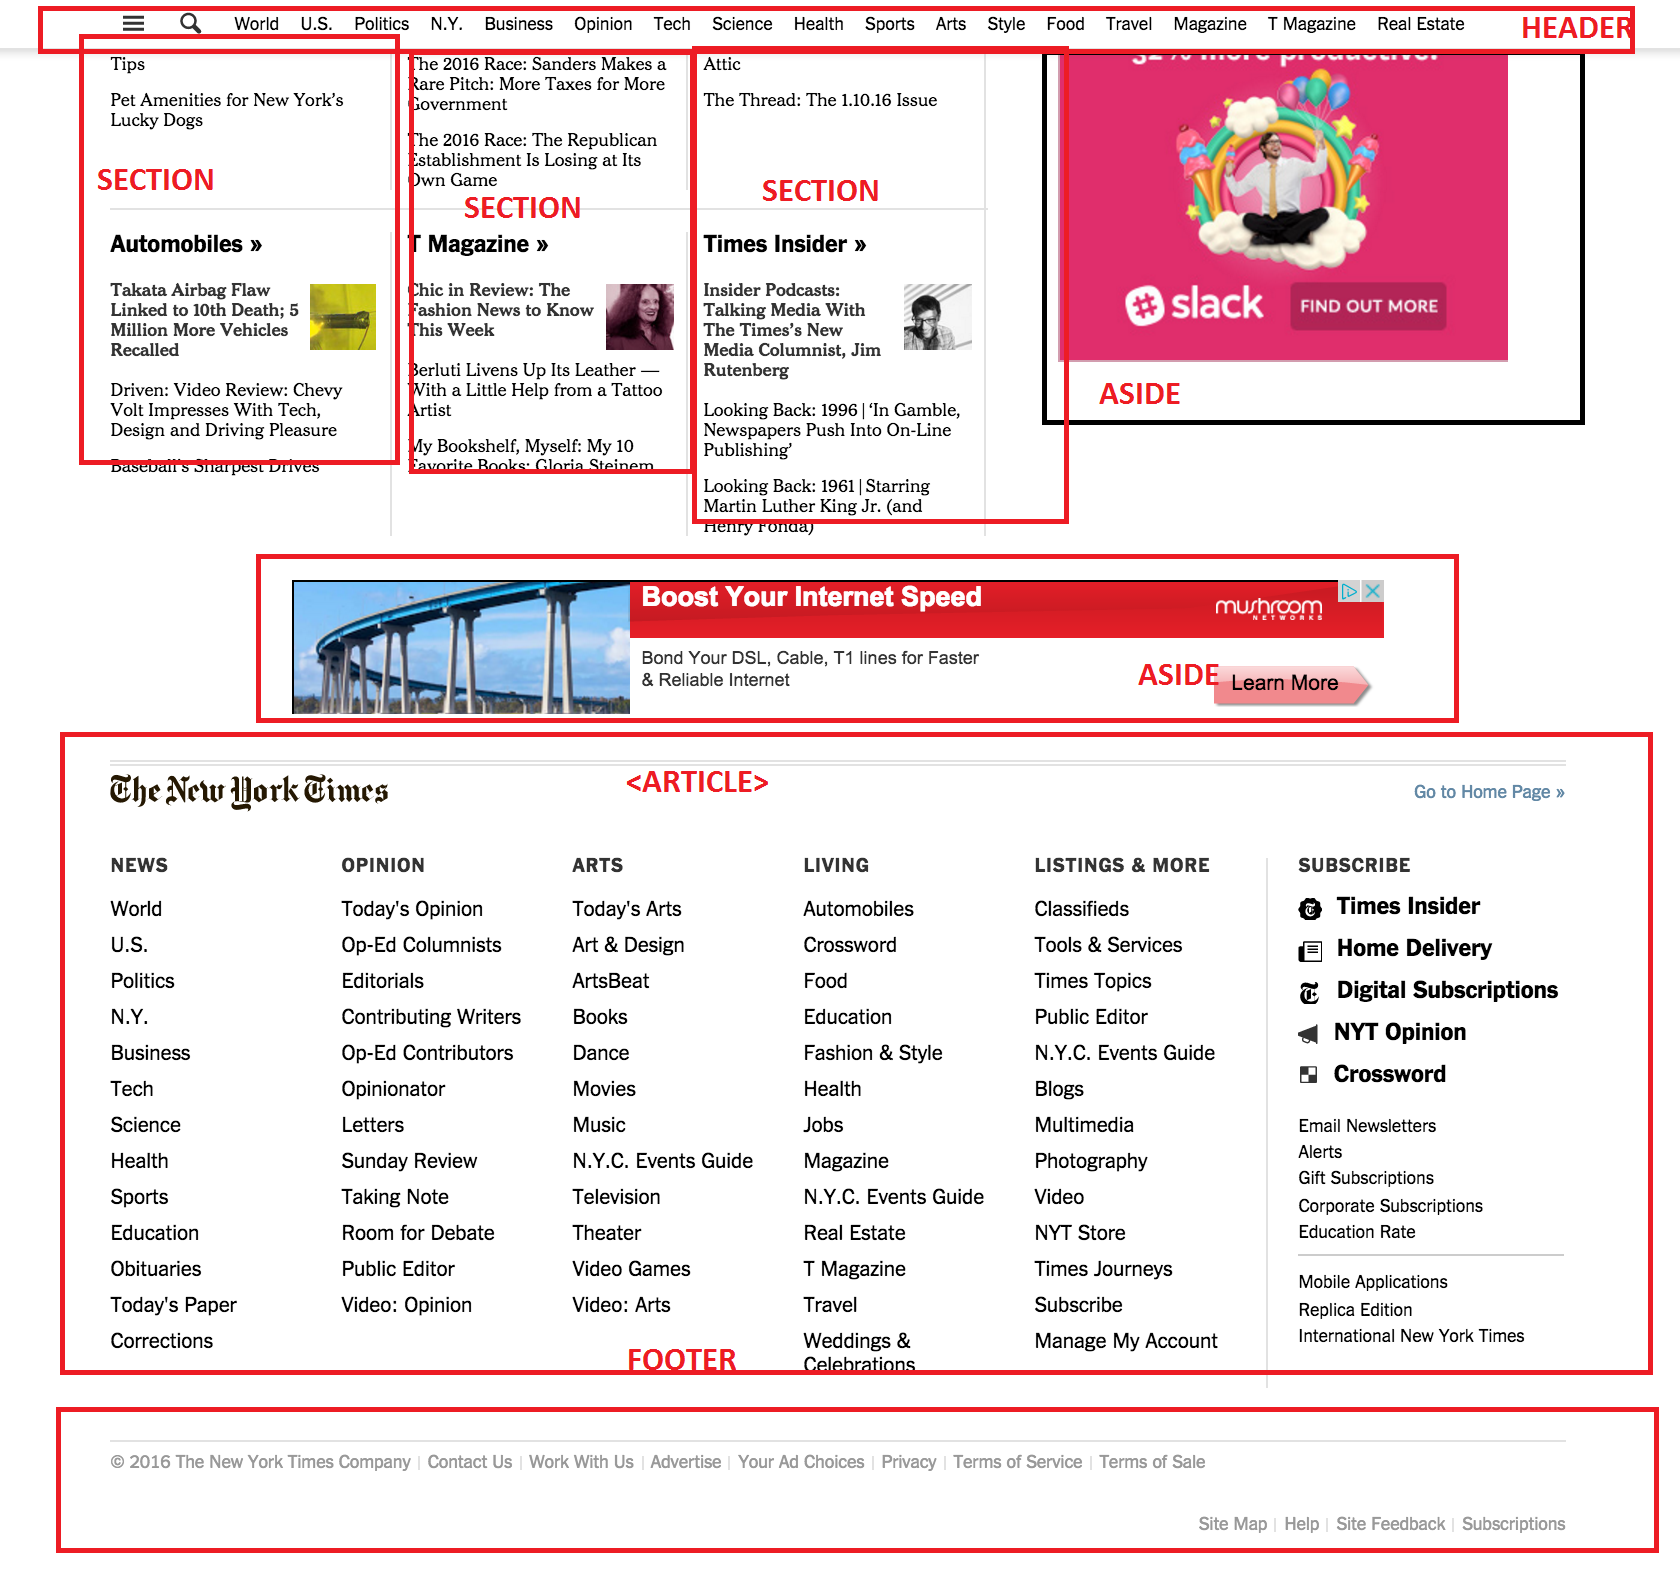 World U.S. Politics N.Y. Business Opinion Tech Science Health Sports Arts Style Food Travel Magazine T Magazine Real Estate HEADER
Tips
Pet Amenities for New York's
Lucky Dogs
SECTION
Automobiles »
Takata Airbag Flaw
Linked to 10th Death; 5
Million More Vehicles
Recalled
Driven: Video Review: Chevy
Volt Impresses With Tech,
Design and Driving Pleasure
Baseball's Sharpest Drives
The 2016 Race: Sanders Makes a
Rare Pitch: More Taxes for More
Government
The 2016 Race: The Republican
Establishment Is Losing at Its
Own Game
SECTION
T Magazine »
Chic in Review: The
Fashion News to Know
This Week
Berluti Livens Up Its Leather —
With a Little Help from a Tattoo
Artist
My Bookshelf, Myself: My 10
Favorite Books: Gloria Steinem
Attic
The Thread: The 1.10.16 Issue
SECTION
Times Insider »
Insider Podcasts:
Talking Media With
The Times's New
Media Columnist, Jim
Rutenberg
Looking Back: 1996 | 'In Gamble,
Newspapers Push Into On-Line
Publishing'
Looking Back: 1961 | Starring
Martin Luther King Jr. (and
Henry Fonda)
32% more productive.
slack FIND OUT MORE
ASIDE
Boost Your Internet Speed
mushroom
NETWORKS
Bond Your DSL, Cable, T1 lines for Faster
& Reliable Internet
ASIDE
Learn More
The New York Times
<ARTICLE>
Go to Home Page »
NEWS
World
U.S.
Politics
N.Y.
Business
Tech
Science
Health
Sports
Education
Obituaries
Today's Paper
Corrections
OPINION
Today's Opinion
Op-Ed Columnists
Editorials
Contributing Writers
Op-Ed Contributors
Opinionator
Letters
Sunday Review
Taking Note
Room for Debate
Public Editor
Video: Opinion
ARTS
Today's Arts
Art & Design
ArtsBeat
Books
Dance
Movies
Music
N.Y.C. Events Guide
Television
Theater
Video Games
Video: Arts
LIVING
Automobiles
Crossword
Food
Education
Fashion & Style
Health
Jobs
Magazine
N.Y.C. Events Guide
Real Estate
T Magazine
Travel
Weddings &
Celebrations
LISTINGS & MORE
Classifieds
Tools & Services
Times Topics
Public Editor
N.Y.C. Events Guide
Blogs
Multimedia
Photography
Video
NYT Store
Times Journeys
Subscribe
Manage My Account
SUBSCRIBE
Times Insider
Home Delivery
Digital Subscriptions
NYT Opinion
Crossword
Email Newsletters
Alerts
Gift Subscriptions
Corporate Subscriptions
Education Rate
Mobile Applications
Replica Edition
International New York Times
FOOTER
© 2016 The New York Times Company | Contact Us | Work With Us | Advertise | Your Ad Choices | Privacy | Terms of Service | Terms of Sale
Site Map | Help | Site Feedback | Subscriptions